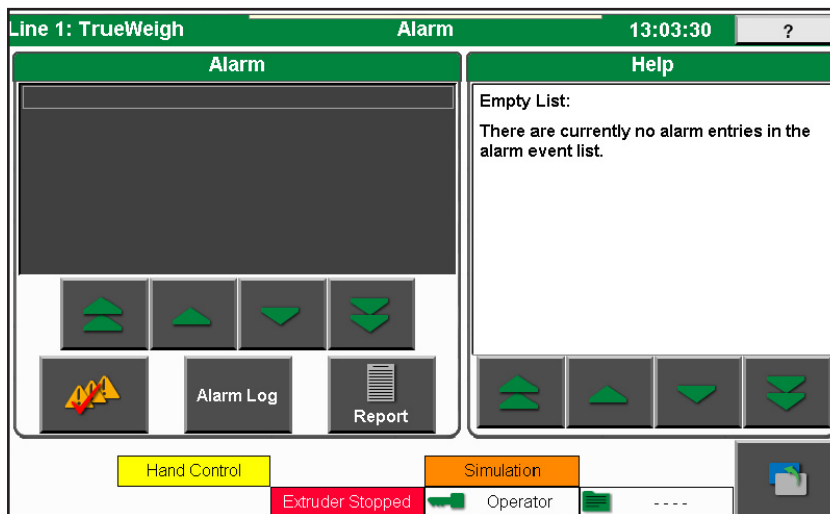 Line 1: TrueWeigh Alarm 13:03:30 ?
Alarm
Help
Empty List:
There are currently no alarm entries in the
alarm event list.
Alarm Log
Report
Hand Control
Simulation
Extruder Stopped
Operator
- - - -